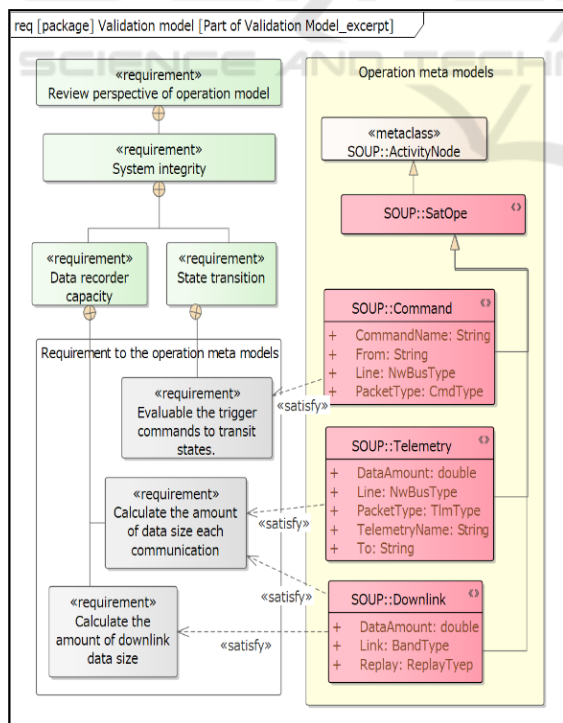 req [package] Validation model [Part of Validation Model_excerpt]
SCIENCE AND TECHN
Operation meta models
«requirement»
Review perspective of operation model
«requirement»
System integrity
«requirement»
Data recorder
capacity
«requirement»
State transition
«metaclass»
SOUP::ActivityNode
SOUP::SatOpe
Requirement to the operation meta models
«requirement»
Evaluable the trigger
commands to transit
states.
«requirement»
Calculate the amount
of data size each
communication
«requirement»
Calculate the
amount of downlink
data size
«satisfy»
«satisfy»
«satisfy»
«satisfy»
SOUP::Command
+ CommandName: String
+ From: String
+ Line: NwBusType
+ PacketType: CmdType
SOUP::Telemetry
+ DataAmount: double
+ Line: NwBusType
+ PacketType: TlmType
+ TelemetryName: String
+ To: String
SOUP::Downlink
+ DataAmount: double
+ Link: BandType
+ Replay: ReplayTyep